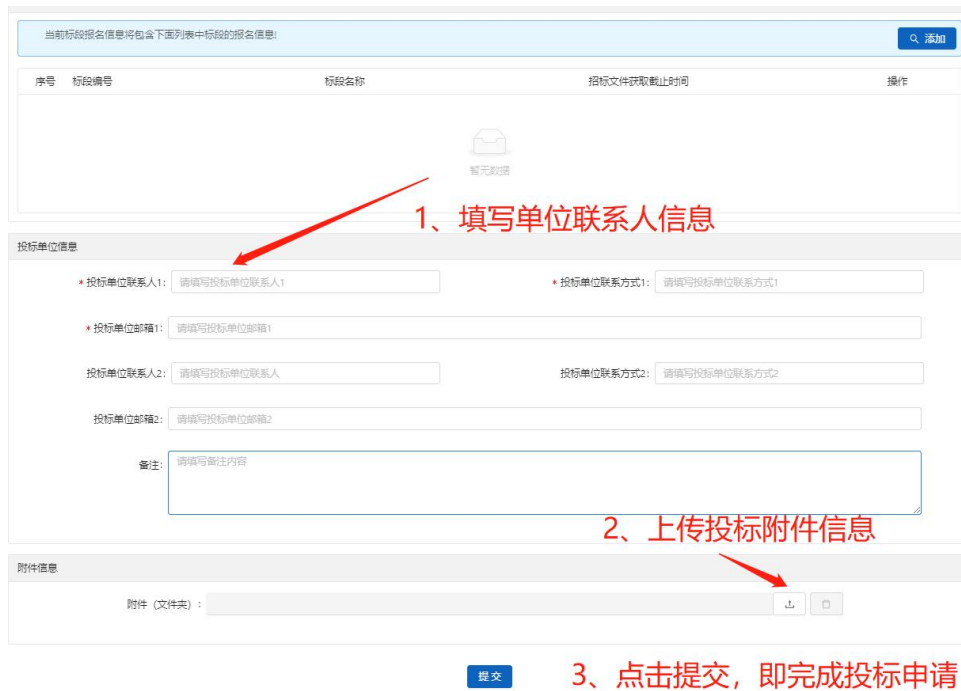 当前标段报名信息将包含下面列表中标段的报名信息!
添加
序号 标段编号 标段名称 招标文件获取截止时间 操作
暂无数据
1、填写单位联系人信息
投标单位信息
* 投标单位联系人1: 请填写投标单位联系人1 * 投标单位联系方式1: 请填写投标单位联系方式1
* 投标单位邮箱1: 请填写投标单位邮箱1
投标单位联系人2: 请填写投标单位联系人 投标单位联系方式2: 请填写投标单位联系方式2
投标单位邮箱2: 请填写投标单位邮箱2
备注: 请填写备注内容
2、上传投标附件信息
附件信息
附件（文件夹）:
提交
3、点击提交，即完成投标申请